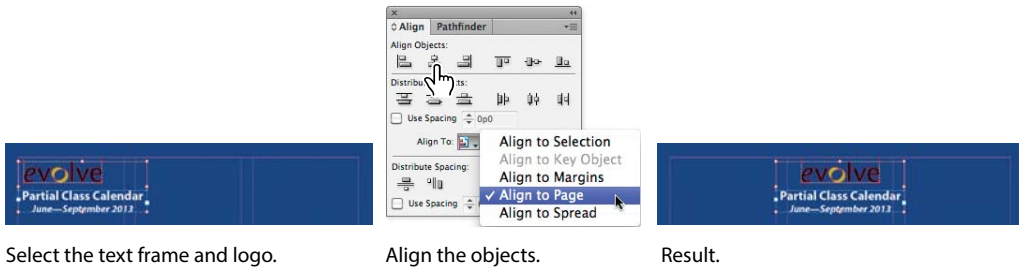 evolve
Partial Class Calendar
June—September 2013
Select the text frame and logo.
Align Pathfinder
Align Objects:
Distribu ts:
Use Spacing 0p0
Align To:
Align to Selection
Align to Key Object
Align to Margins
✓ Align to Page
Align to Spread
Distribute Spacing:
Use Spacing
Align the objects.
evolve
Partial Class Calendar
June—September 2013
Result.